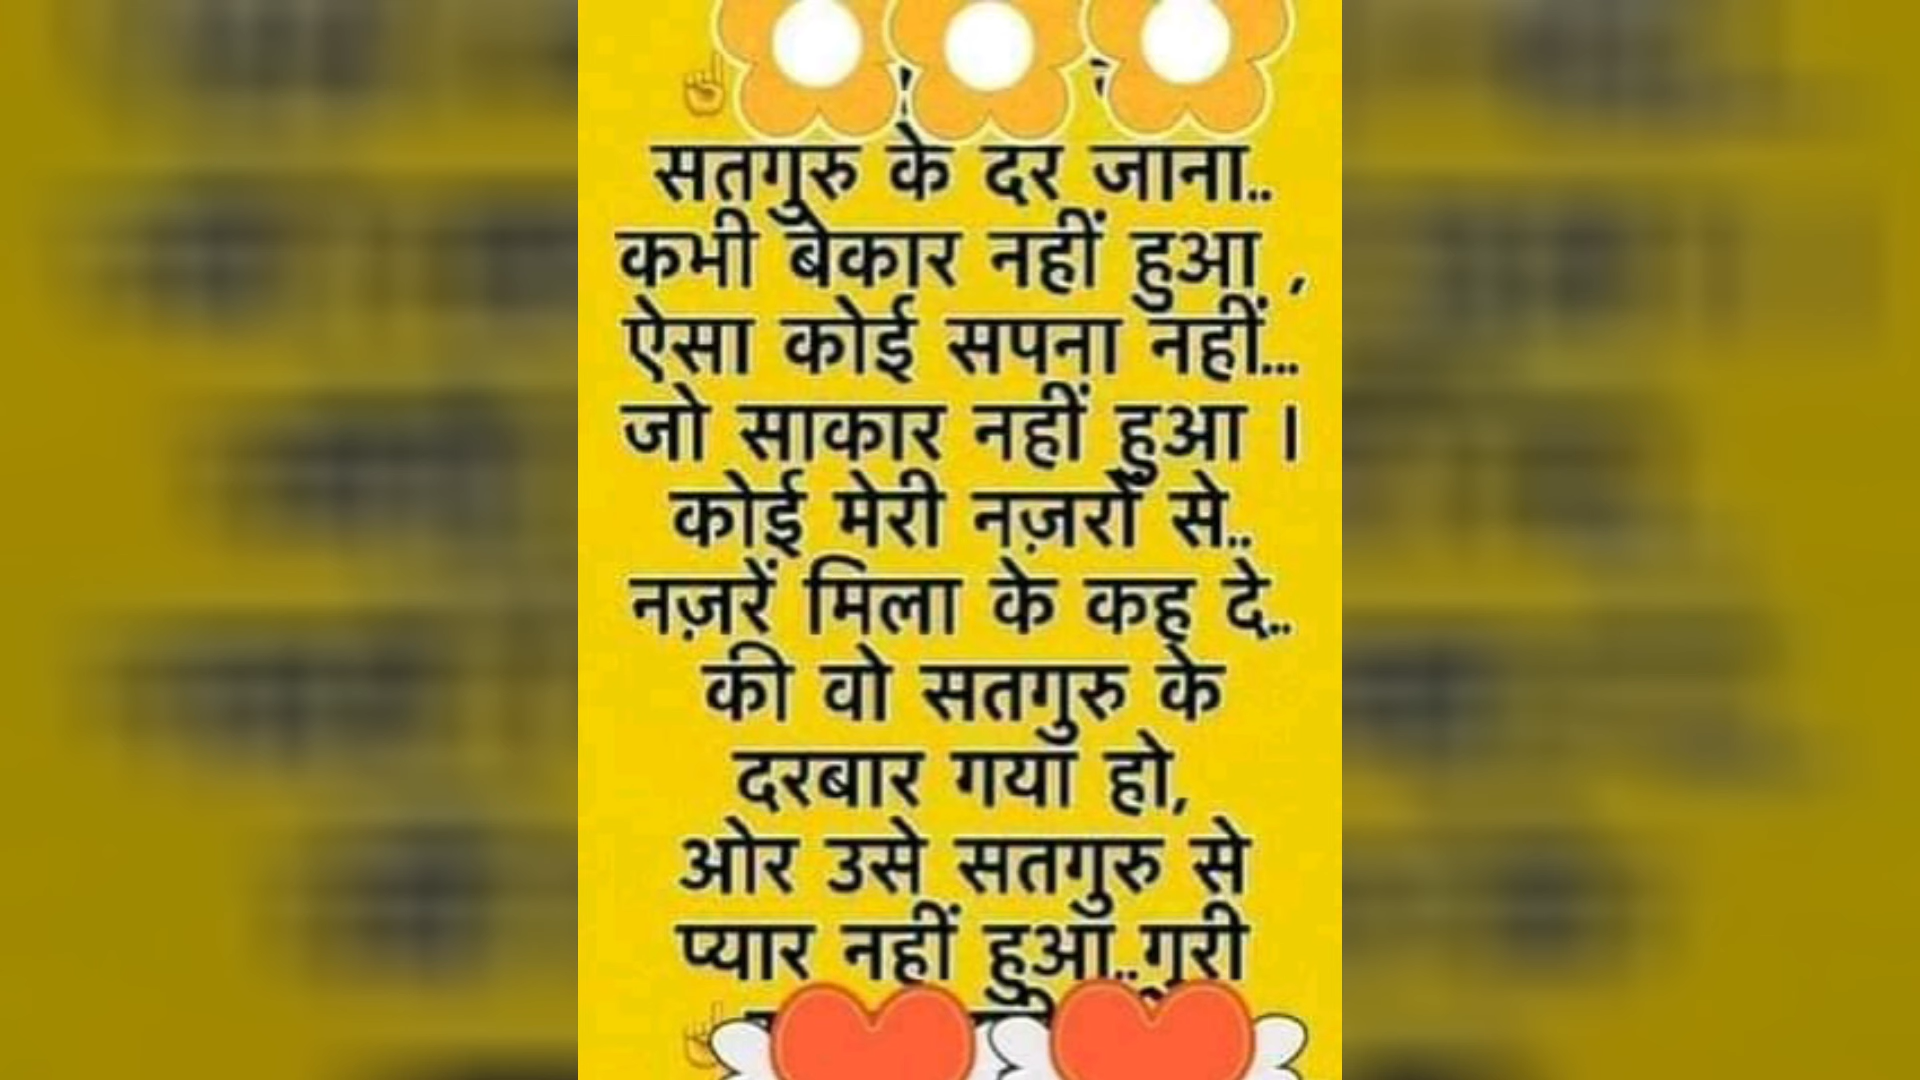 सतगुरु के दर जाना..
कभी बेकार नहीं हुआ ,
ऐसा कोई सपना नहीं...
जो साकार नहीं हुआ ।
कोई मेरी नज़रों से..
नज़रें मिला के कह दे..
की वो सतगुरु के
दरबार गया हो,
ओर उसे सतगुरु से
प्यार नहीं हुआ..गुरी